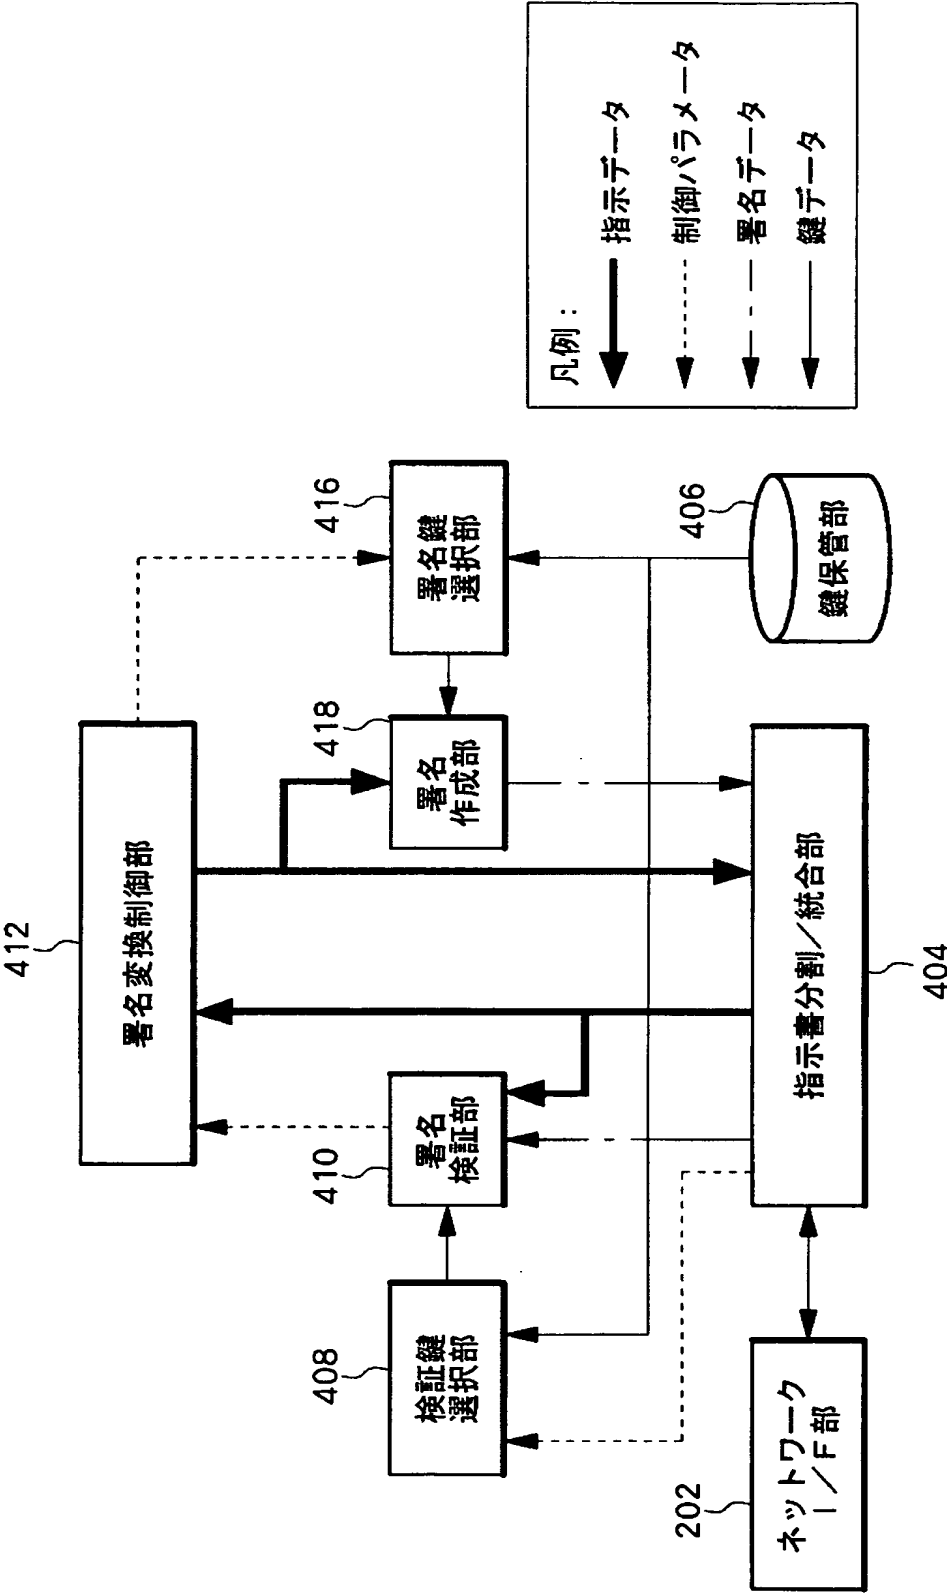 412
署名変換制御部
408
検証鍵
選択部
410
署名
検証部
418
署名
作成部
416
署名鍵
選択部
202
ネットワーク
I/F部
指示書分割/統合部
404
406
鍵保管部
凡例:
指示データ
制御パラメータ
署名データ
鍵データ